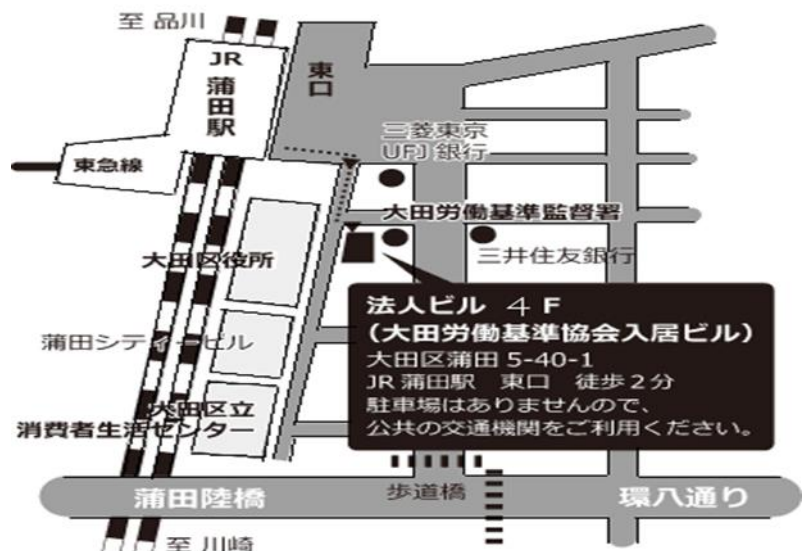 至 品川
JR
蒲田駅
東口
東急線
三菱東京
UFJ 銀行
大田労働基準監督署
三井住友銀行
大田区役所
法人ビル 4 F
(大田労働基準協会入居ビル)
大田区蒲田 5-40-1
JR 蒲田駅 東口 徒歩 2 分
駐車場はありませんので、
公共の交通機関をご利用ください。
蒲田シティービル
大田区立
消費者生活センター
歩道橋
蒲田陸橋
環八通り
至 川崎